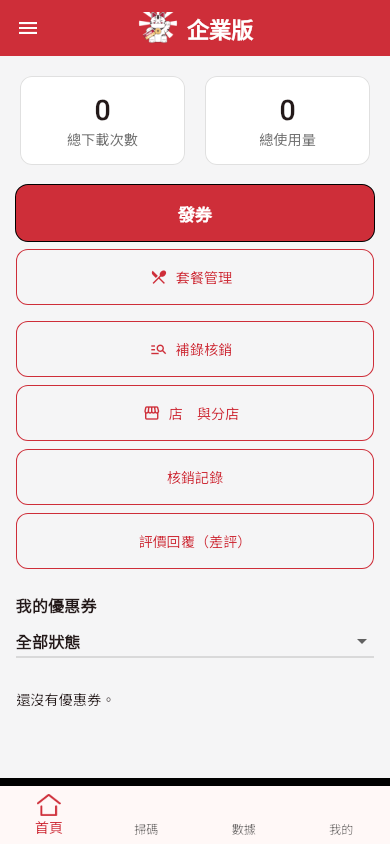 企業版
0
總下載次數
0
總使用量
發券
套餐管理
補錄核銷
店 與分店
核銷記錄
評價回覆（差評）
我的優惠券
全部狀態
還沒有優惠券。
首頁
掃碼
數據
我的